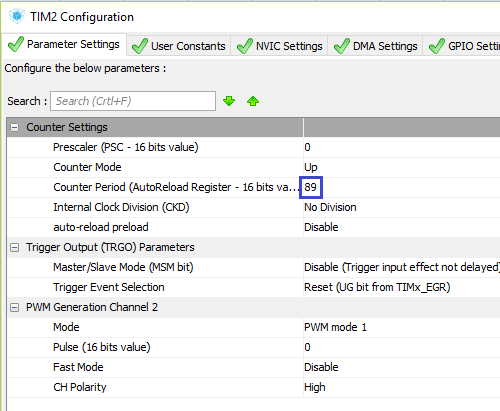 TIM2 Configuration
Parameter Settings User Constants NVIC Settings DMA Settings GPIO Setti
Configure the below parameters :
Search : Search (Crtl+F)
Counter Settings
Prescaler (PSC - 16 bits value) 0
Counter Mode Up
Counter Period (AutoReload Register - 16 bits va... 89
Internal Clock Division (CKD) No Division
auto-reload preload Disable
Trigger Output (TRGO) Parameters
Master/Slave Mode (MSM bit) Disable (Trigger input effect not delayed)
Trigger Event Selection Reset (UG bit from TIMx_EGR)
PWM Generation Channel 2
Mode PWM mode 1
Pulse (16 bits value) 0
Fast Mode Disable
CH Polarity High